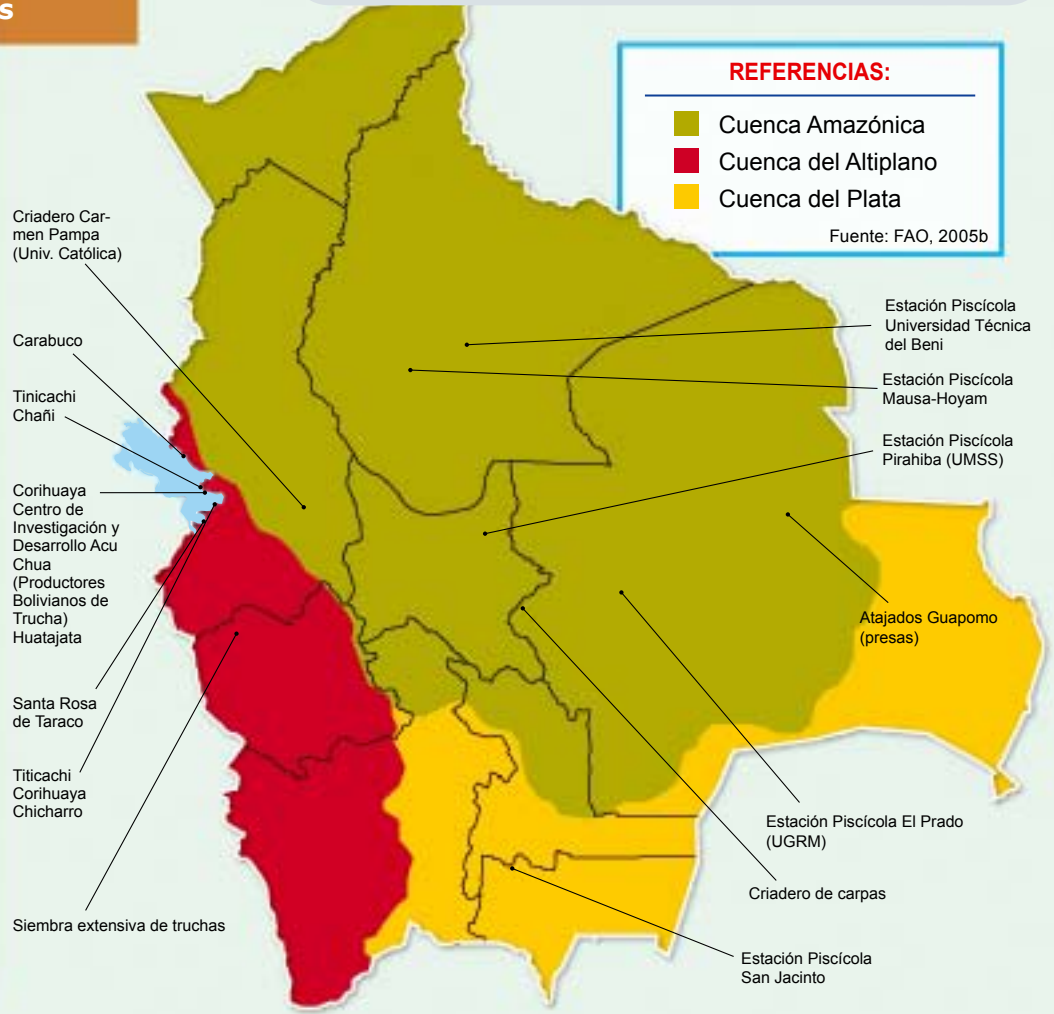 s
REFERENCIAS:
Cuenca Amazónica
Cuenca del Altiplano
Cuenca del Plata
Fuente: FAO, 2005b
Criadero Car-
men Pampa
(Univ. Católica)
Carabuco
Tinicachi
Chañi
Corihuaya
Centro de
Investigación y
Desarrollo Acu
Chua
(Productores
Bolivianos de
Trucha)
Huatajata
Santa Rosa
de Taraco
Titicachi
Corihuaya
Chicharro
Siembra extensiva de truchas
Estación Piscícola
Universidad Técnica
del Beni
Estación Piscícola
Mausa-Hoyam
Estación Piscícola
Pirahiba (UMSS)
Atajados Guapomo
(presas)
Estación Piscícola El Prado
(UGRM)
Criadero de carpas
Estación Piscícola
San Jacinto